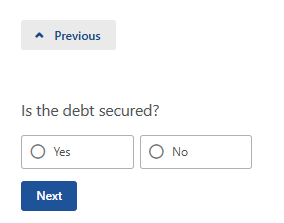 Previous
Is the debt secured?
Yes No
Next